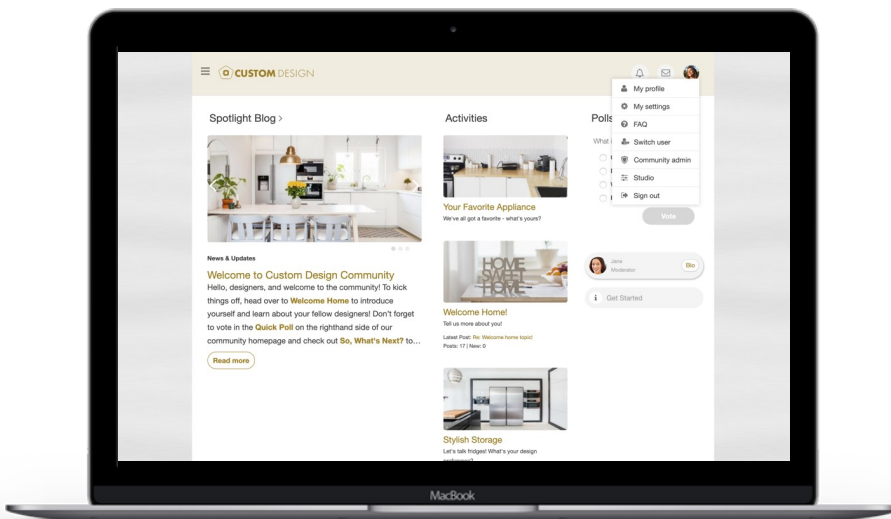 CUSTOM DESIGN
My profile
My settings
FAQ
Switch user
Community admin
Studio
Sign out
Spotlight Blog >
News & Updates
Welcome to Custom Design Community
Hello, designers, and welcome to the community! To kick
things off, head over to Welcome Home to introduce
yourself and learn about your fellow designers! Don't forget
to vote in the Quick Poll on the righthand side of our
community homepage and check out So, What's Next? to...
Read more
Activities
Your Favorite Appliance
We've all got a favorite - what's yours?
HOME
SWEET
HOME
Welcome Home!
Tell us more about you!
Latest Post: Re: Welcome home topic!
Posts: 17 | New: 0
Stylish Storage
Let's talk fridges! What's your design
Polls
What
Vote
Jane
Moderator
Bio
Get Started
MacBook